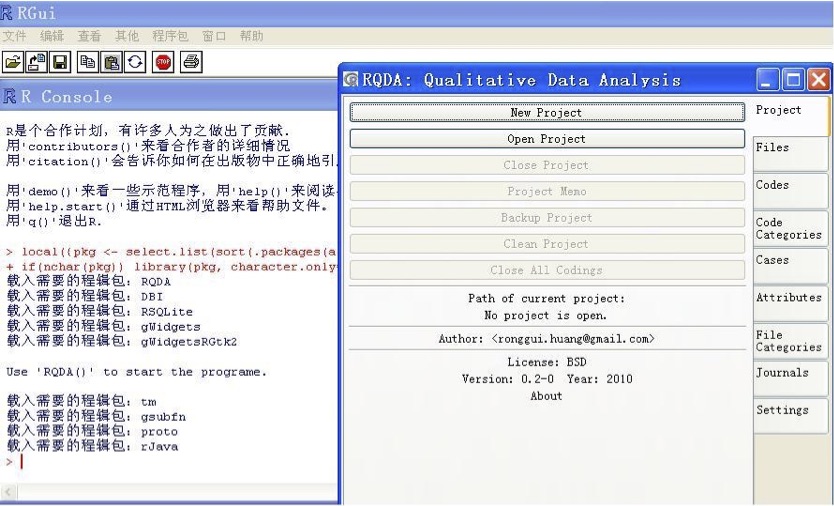 RGui
文件 编辑 查看 其他 程序包 窗口 帮助
STOP
R Console
R是个合作计划，有许多人为之做出了贡献.
用'contributors()'来看合作者的详细情况
用'citation()'会告诉你如何在出版物中正确地引
用'demo()'来看一些示范程序，用'help()'来阅读
用'help.start()'通过HTML浏览器来看帮助文件。
用'q()'退出R.
> local((pkg <- select.list(sort(.packages(a
+ if(nchar(pkg)) library(pkg, character.only
载入需要的程辑包：RQDA
载入需要的程辑包：DBI
载入需要的程辑包：RSQLite
载入需要的程辑包：gWidgets
载入需要的程辑包：gWidgetsRGtk2
Use 'RQDA()' to start the programe.
载入需要的程辑包：tm
载入需要的程辑包：gsubfn
载入需要的程辑包：proto
载入需要的程辑包：rJava
>
RQDA: Qualitative Data Analysis
New Project
Open Project
Close Project
Project Memo
Backup Project
Clean Project
Close All Codings
Path of current project:
No project is open.
Author: <ronggui.huang@gmail.com>
License: BSD
Version: 0.2-0 Year: 2010
About
Project
Files
Codes
Code
Categories
Cases
Attributes
File
Categories
Journals
Settings